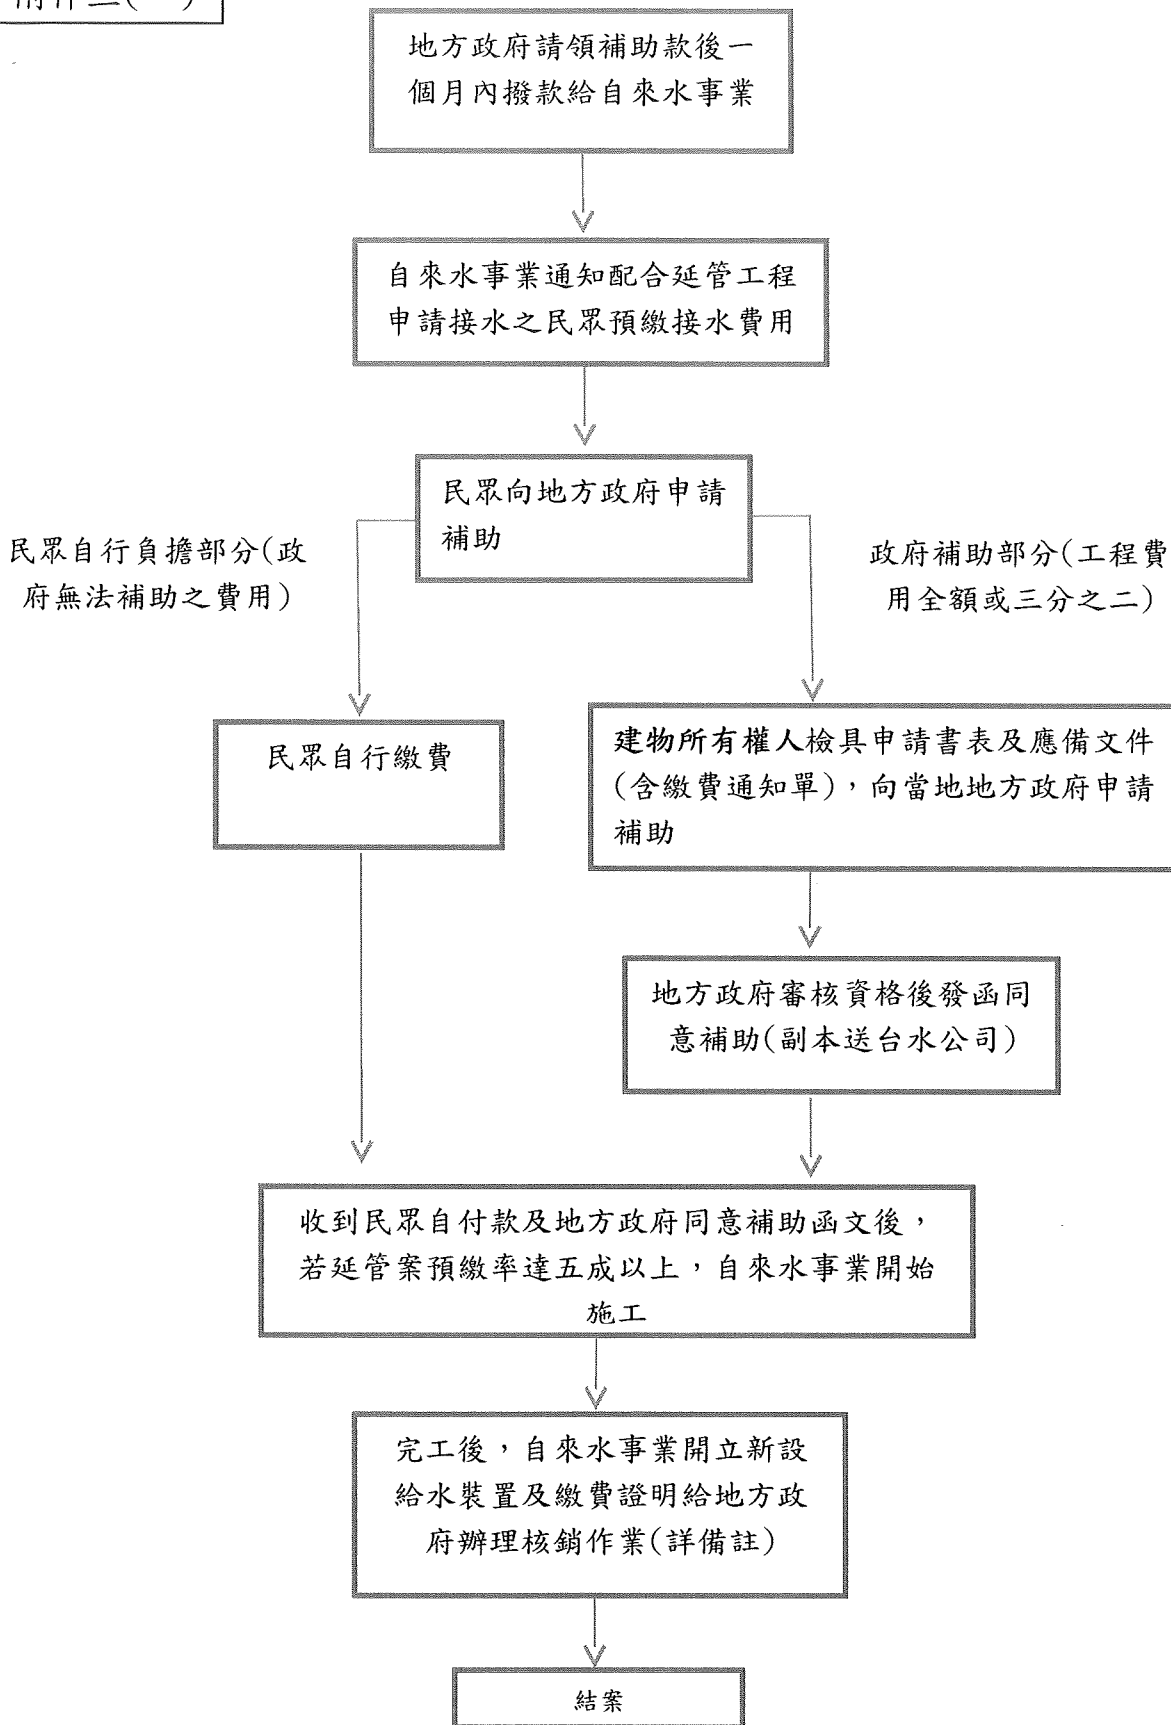 地方政府請領補助款後一
個月內撥款給自來水事業
自來水事業通知配合延管工程
申請接水之民眾預繳接水費用
民眾向地方政府申請
補助
民眾自行負擔部分(政
府無法補助之費用)
政府補助部分(工程費
用全額或三分之二)
民眾自行繳費
建物所有權人檢具申請書表及應備文件
(含繳費通知單)，向當地地方政府申請
補助
地方政府審核資格後發函同
意補助(副本送台水公司)
收到民眾自付款及地方政府同意補助函文後，
若延管案預繳率達五成以上，自來水事業開始
施工
完工後，自來水事業開立新設
給水裝置及繳費證明給地方政
府辦理核銷作業(詳備註)
結案